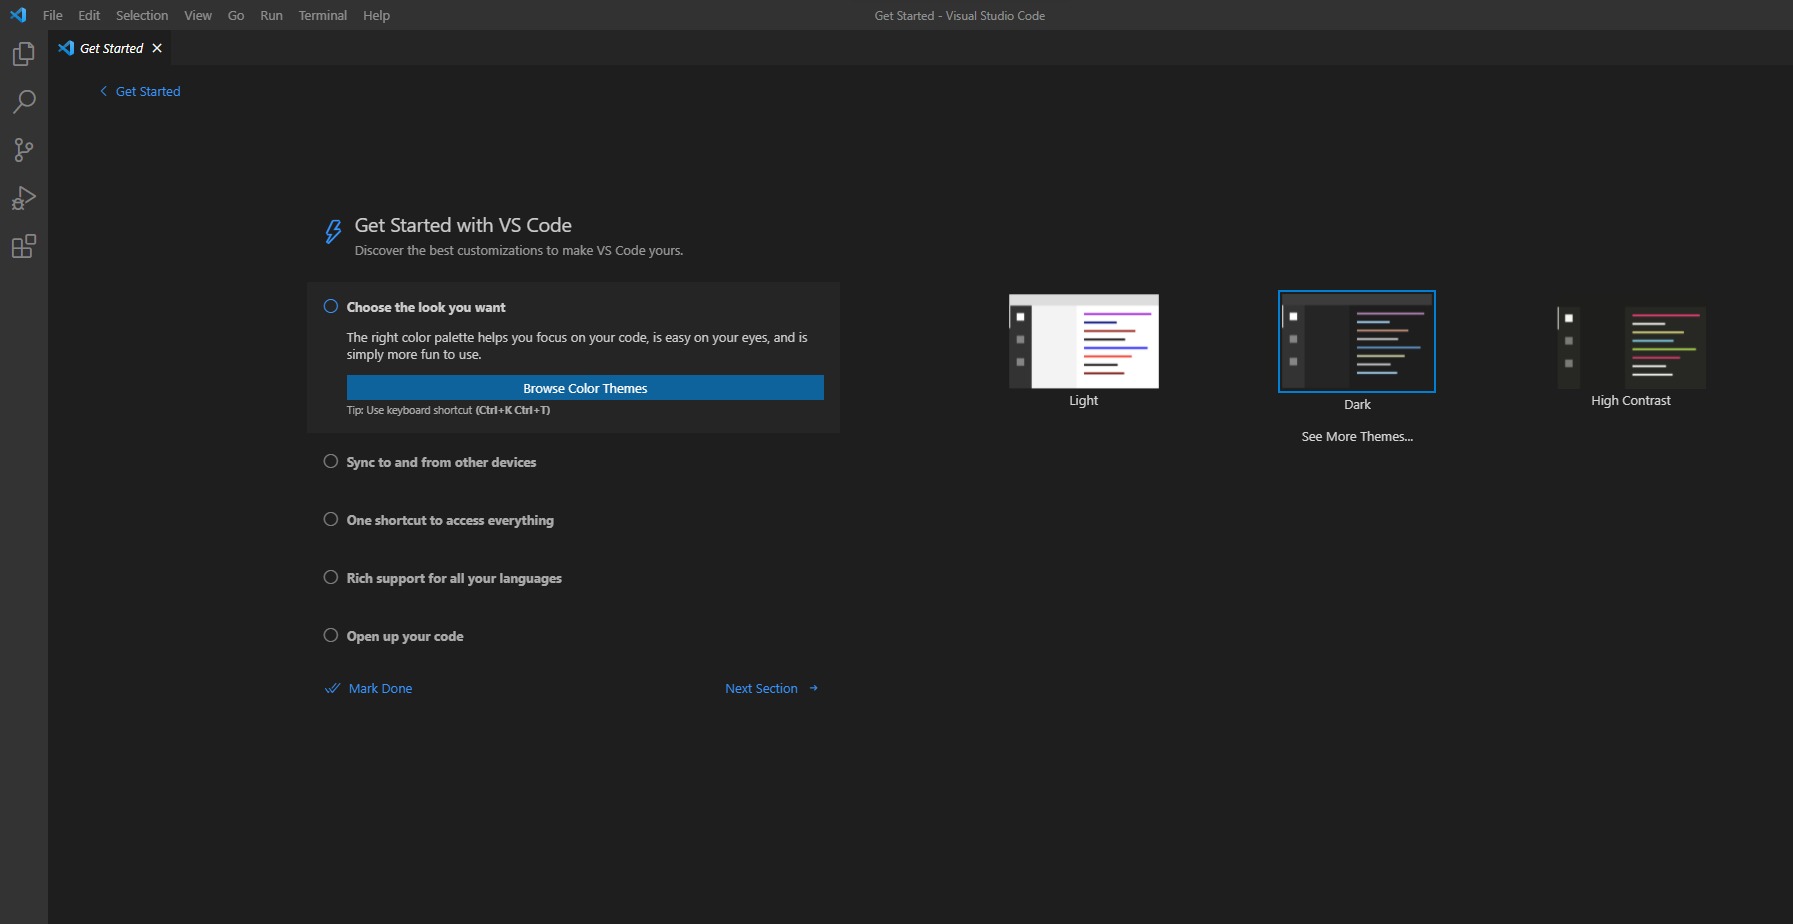 File Edit Selection View Go Run Terminal Help
Get Started - Visual Studio Code
Get Started
Get Started
Get Started with VS Code
Discover the best customizations to make VS Code yours.
Choose the look you want
The right color palette helps you focus on your code, is easy on your eyes, and is
simply more fun to use.
Browse Color Themes
Tip: Use keyboard shortcut (Ctrl+K Ctrl+T)
Sync to and from other devices
One shortcut to access everything
Rich support for all your languages
Open up your code
Mark Done
Next Section
Light
Dark
High Contrast
See More Themes...